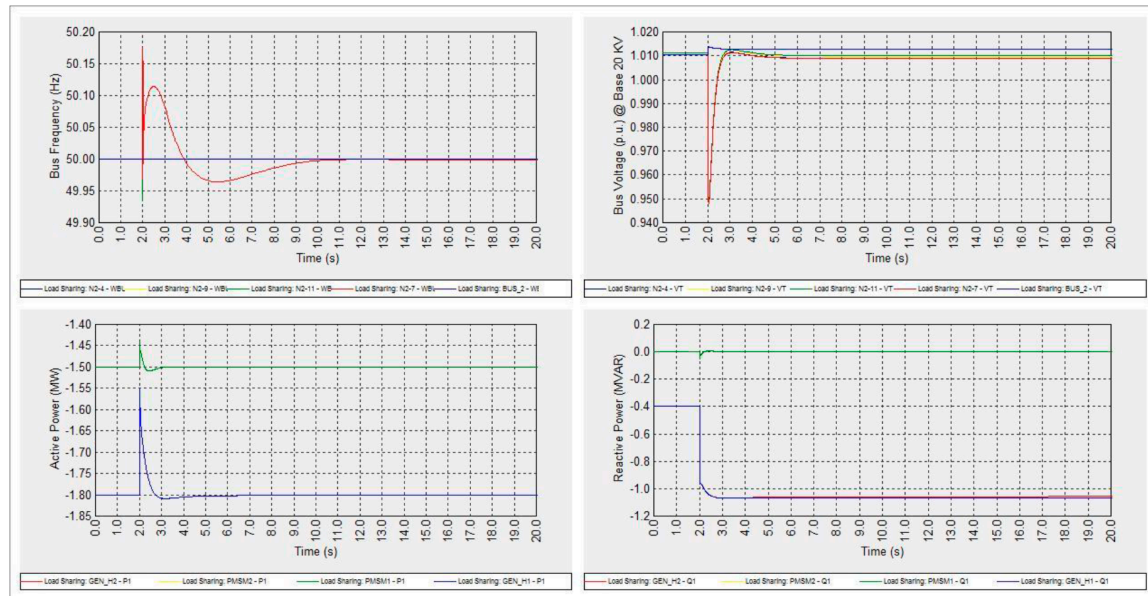 50.20
50.15
50.10
50.05
50.00
49.95
49.90
Bus Frequency (Hz)
0.0 1.0 2.0 3.0 4.0 5.0 6.0 7.0 8.0 9.0 10.0 11.0 12.0 13.0 14.0 15.0 16.0 17.0 18.0 19.0 20.0
Time (s)
Load Sharing: N2-4 - WBU Load Sharing: N2-9 - WBU Load Sharing: N2-11 - WB Load Sharing: N2-7 - WBU Load Sharing: BUS_2 - WI
1.020
1.010
1.000
0.990
0.980
0.970
0.960
0.950
0.940
Bus Voltage (p.u.) @ Base 20 KV
0.0 1.0 2.0 3.0 4.0 5.0 6.0 7.0 8.0 9.0 10.0 11.0 12.0 13.0 14.0 15.0 16.0 17.0 18.0 19.0 20.0
Time (s)
Load Sharing: N2-4 - VT Load Sharing: N2-9 - VT Load Sharing: N2-11 - VT Load Sharing: N2-7 - VT Load Sharing: BUS_2 - VT
-1.40
-1.45
-1.50
-1.55
-1.60
-1.65
-1.70
-1.75
-1.80
-1.85
Active Power (MW)
0.0 1.0 2.0 3.0 4.0 5.0 6.0 7.0 8.0 9.0 10.0 11.0 12.0 13.0 14.0 15.0 16.0 17.0 18.0 19.0 20.0
Time (s)
Load Sharing: GEN_H2 - P1 Load Sharing: PMSM2 - P1 Load Sharing: PMSM1 - P1 Load Sharing: GEN_H1 - P1
0.2
0.0
-0.2
-0.4
-0.6
-0.8
-1.0
-1.2
Reactive Power (MVAR)
0.0 1.0 2.0 3.0 4.0 5.0 6.0 7.0 8.0 9.0 10.0 11.0 12.0 13.0 14.0 15.0 16.0 17.0 18.0 19.0 20.0
Time (s)
Load Sharing: GEN_H2 - Q1 Load Sharing: PMSM2 - Q1 Load Sharing: PMSM1 - Q1 Load Sharing: GEN_H1 - Q1